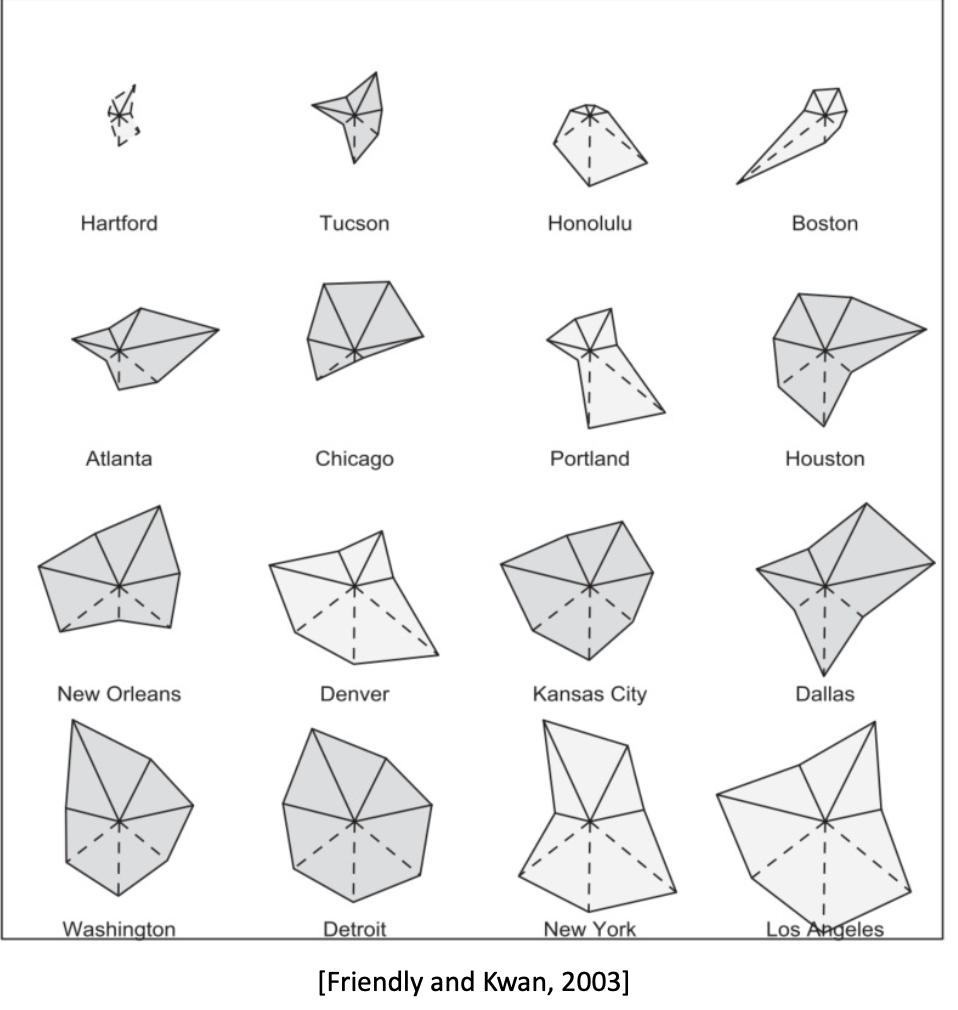 Hartford Tucson Honolulu Boston
Atlanta Chicago Portland Houston
New Orleans Denver Kansas City Dallas
Washington Detroit New York Los Angeles
[Friendly and Kwan, 2003]